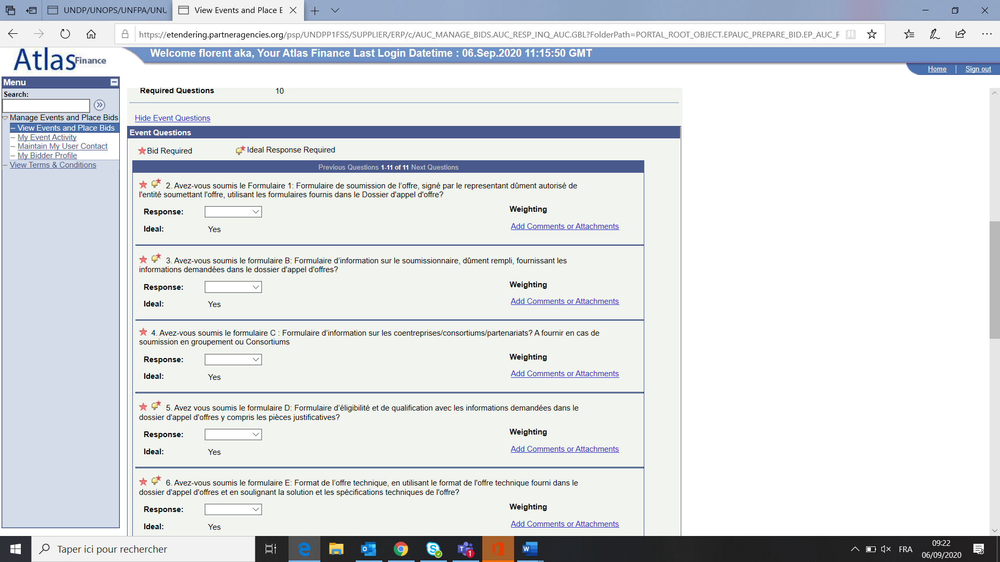 UNDP/UNOPS/UNFPA/UNU
View Events and Place E
https://etendering.partneragencies.org/psp/UNDPP1FSS/SUPPLIER/ERP/c/AUC_MANAGE_BIDS.AUC_RESP_INQ_AUC.GBL?FolderPath=PORTAL_ROOT_OBJECT.EPAUC_PREPARE_BID.EP_AUC_R
Atlas Finance
Welcome florent aka, Your Atlas Finance Last Login Datetime : 06.Sep.2020 11:15:50 GMT
Home
Sign out
Menu
Search:
Manage Events and Place Bids
– View Events and Place Bids
– My Event Activity
– Maintain My User Contact
– My Bidder Profile
– View Terms & Conditions
Required Questions 10
Hide Event Questions
Event Questions
Bid Required
Ideal Response Required
Previous Questions 1-11 of 11 Next Questions
2. Avez-vous soumis le Formulaire 1: Formulaire de soumission de l’offre, signé par le representant dûment autorisé de
l'entité soumettant l'offre, utilisant les formulaires fournis dans le Dossier d'appel d'offre?
Response:
Weighting
Ideal: Yes
Add Comments or Attachments
3. Avez-vous soumis le formulaire B: Formulaire d’information sur le soumissionnaire, dûment rempli, fournissant les
informations demandées dans le dossier d'appel d'offres?
Response:
Weighting
Ideal: Yes
Add Comments or Attachments
4. Avez-vous soumis le formulaire C : Formulaire d’information sur les coentreprises/consortiums/partenariats? A fournir en cas de
soumission en groupement ou Consortiums
Response:
Weighting
Ideal: Yes
Add Comments or Attachments
5. Avez vous soumis le formulaire D: Formulaire d’éligibilité et de qualification avec les informations demandées dans le
dossier d'appel d'offres y compris les pièces justificatives?
Response:
Weighting
Ideal: Yes
Add Comments or Attachments
6. Avez-vous soumis le formulaire E: Format de l’offre technique, en utilisant le format de l'offre technique fourni dans le
dossier d'appel d'offres et en soulignant la solution et les spécifications techniques de l'offre?
Response:
Weighting
Ideal: Yes
Add Comments or Attachments
Taper ici pour rechercher
1
FRA
09:22
06/09/2020